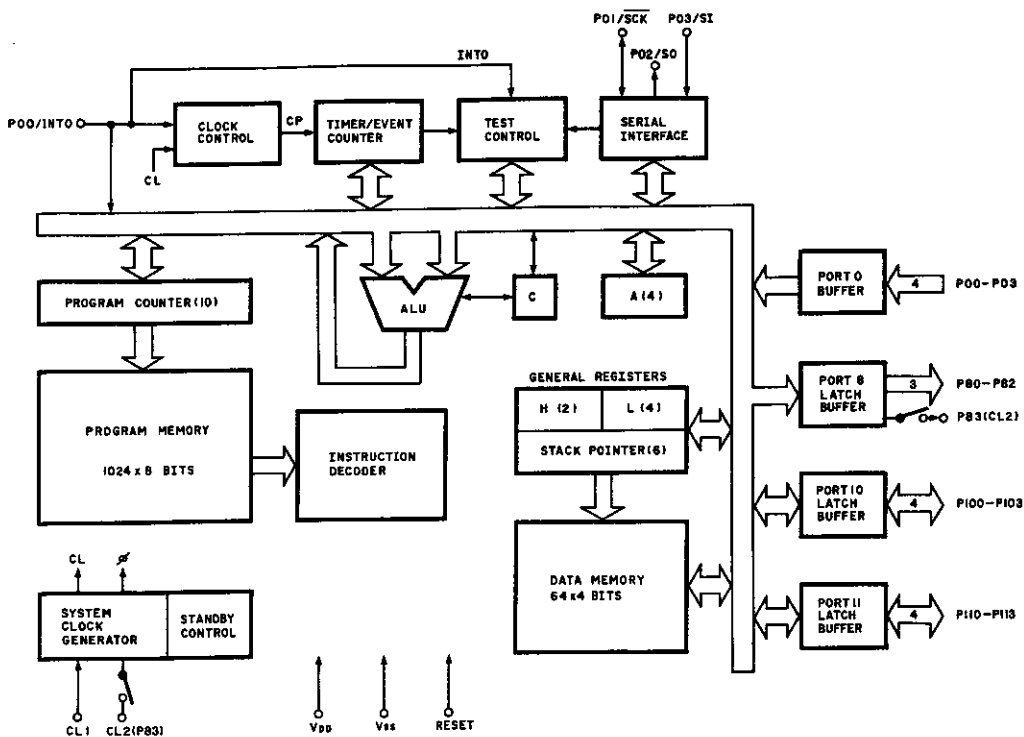 P01/SCK P03/SI
P02/SO
INTO
P00/INTO
CLOCK
CONTROL
CP
TIMER/EVENT
COUNTER
TEST
CONTROL
SERIAL
INTERFACE
CL
PROGRAM COUNTER(10)
ALU
C
A(4)
PORT 0
BUFFER
4
P00-P03
GENERAL REGISTERS
H (2)
L (4)
STACK POINTER(6)
PORT 8
LATCH
BUFFER
3
P80-P82
P83(CL2)
PROGRAM MEMORY
1024 x 8 BITS
INSTRUCTION
DECODER
PORT 10
LATCH
BUFFER
4
P100-P103
DATA MEMORY
64x4 BITS
PORT 11
LATCH
BUFFER
4
P110-P113
CL
ø
SYSTEM
CLOCK
GENERATOR
STANDBY
CONTROL
CL1
CL2(P83)
VDD
VSS
RESET